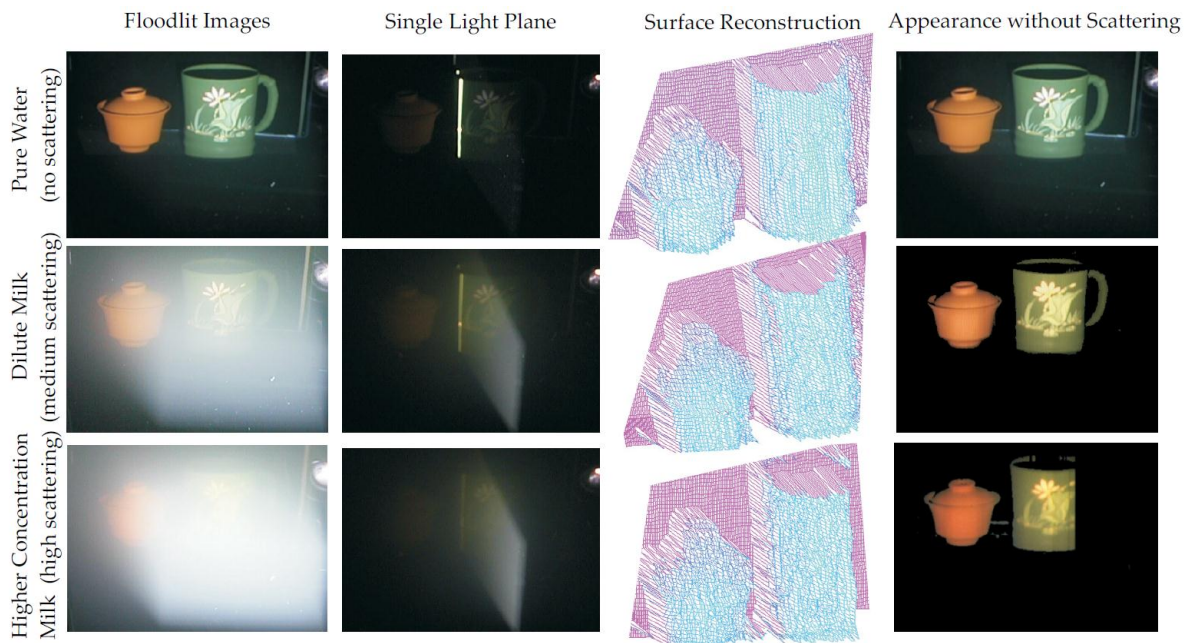 Floodlit Images
Single Light Plane
Surface Reconstruction
Appearance without Scattering
Pure Water
(no scattering)
Dilute Milk
(medium scattering)
Higher Concentration
Milk (high scattering)